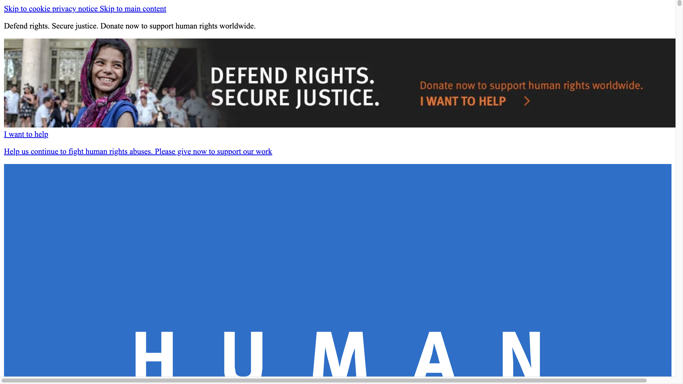 Skip to cookie privacy notice Skip to main content
Defend rights. Secure justice. Donate now to support human rights worldwide.
DEFEND RIGHTS.
SECURE JUSTICE.
Donate now to support human rights worldwide.
I WANT TO HELP
I want to help
Help us continue to fight human rights abuses. Please give now to support our work
HUMAN